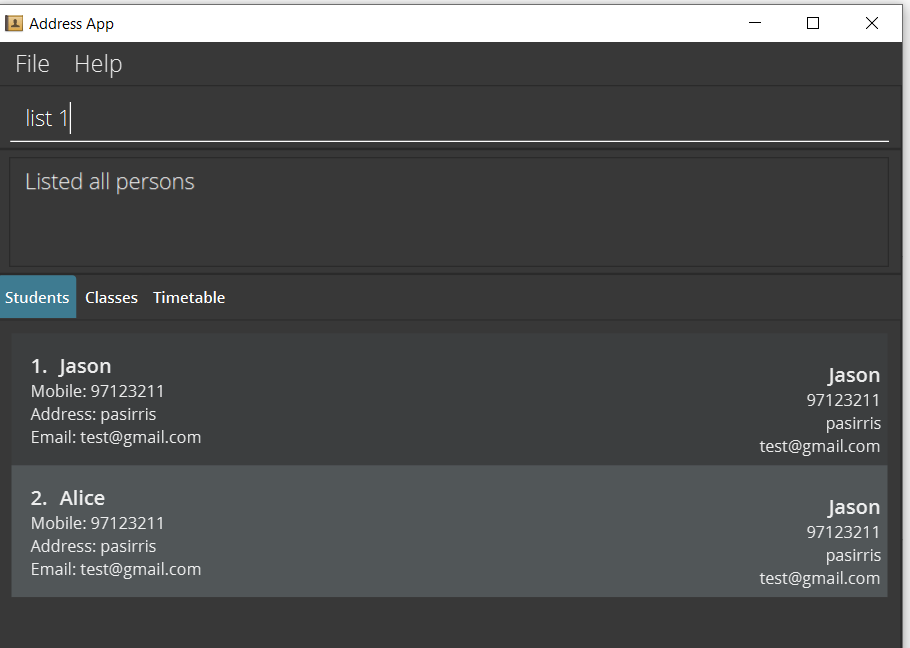 Address App
File Help
list 1
Listed all persons
Students Classes Timetable
1. Jason
Mobile: 97123211
Address: pasirris
Email: test@gmail.com
Jason
97123211
pasirris
test@gmail.com
2. Alice
Mobile: 97123211
Address: pasirris
Email: test@gmail.com
Jason
97123211
pasirris
test@gmail.com